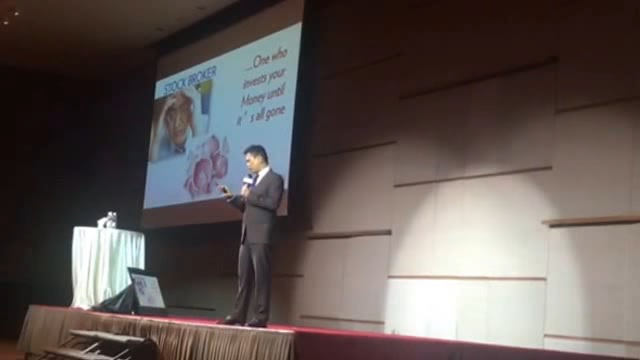 STOCK BROKER
....One who
invests your
Money until
it's all gone